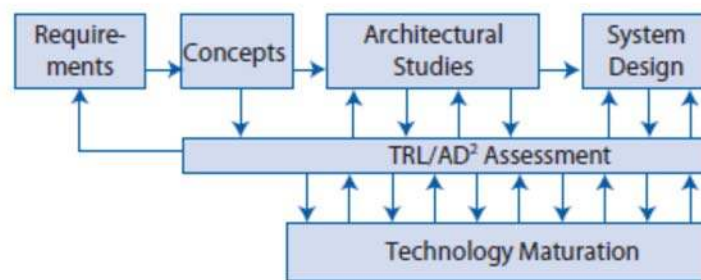 Require-
ments
Concepts
Architectural
Studies
System
Design
TRL/AD² Assessment
Technology Maturation